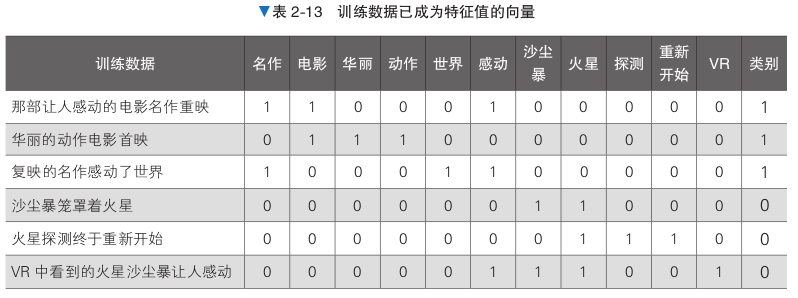 ▼表 2-13 训练数据已成为特征值的向量
训练数据 名作 电影 华丽 动作 世界 感动 沙尘暴 火星 探测 重新开始 VR 类别
那部让人感动的电影名作重映 1 1 0 0 0 1 0 0 0 0 0 1
华丽的动作电影首映 0 1 1 1 0 0 0 0 0 0 0 1
复映的名作感动了世界 1 0 0 0 1 1 0 0 0 0 0 1
沙尘暴笼罩着火星 0 0 0 0 0 0 1 1 0 0 0 0
火星探测终于重新开始 0 0 0 0 0 0 0 1 1 1 0 0
VR 中看到的火星沙尘暴让人感动 0 0 0 0 0 1 1 1 0 0 1 0